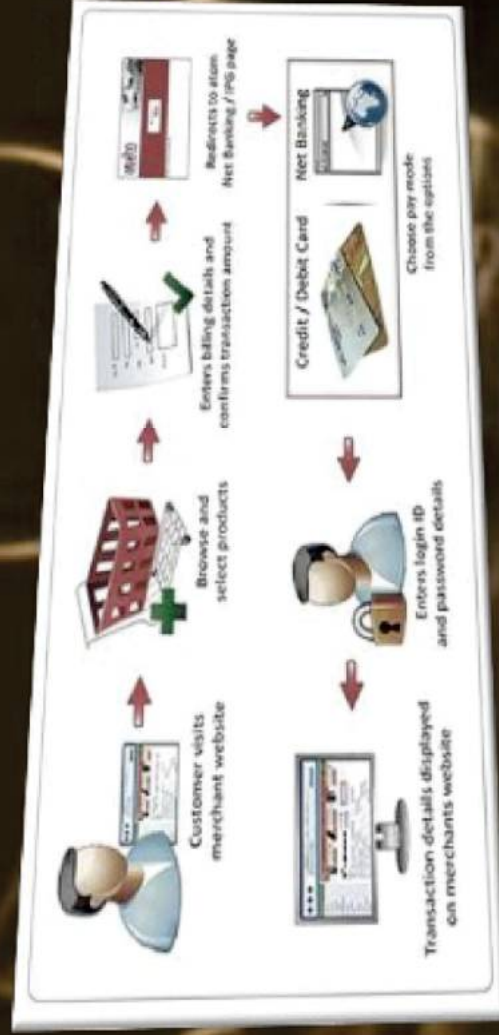 Customer visits
merchant website
Browse and
select products
Enters billing details and
confirms transaction amount
Redirects to atom
Net Banking / IPG page
Credit / Debit Card
Net Banking
Choose pay mode
from the options
Enters login ID
and password details
Transaction details displayed
on merchants website